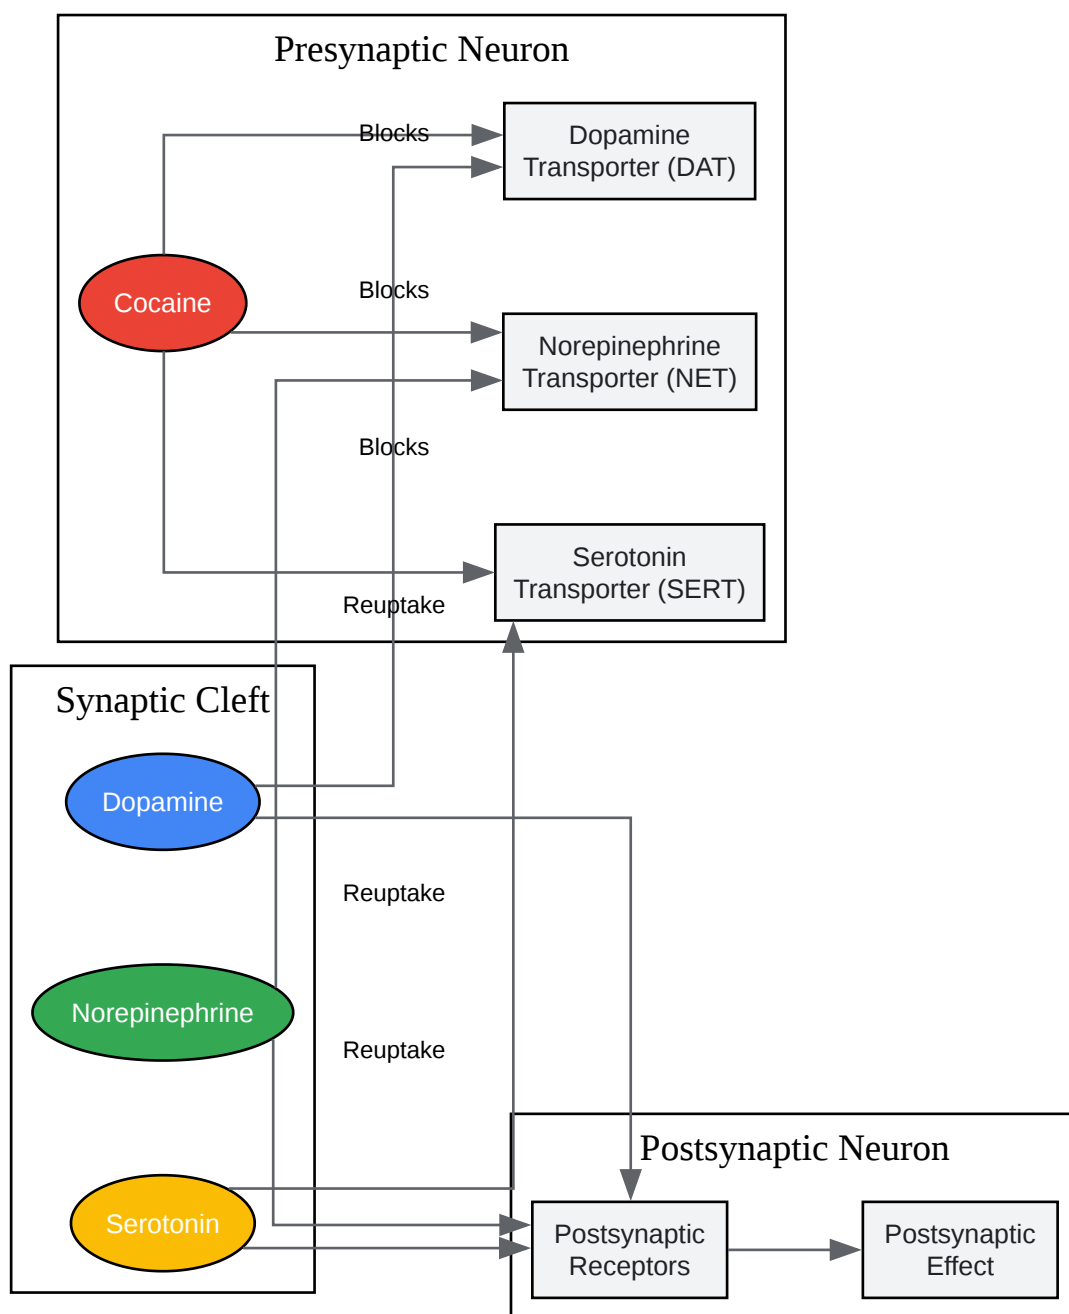 Presynaptic Neuron
Blocks
Dopamine
Transporter (DAT)
Cocaine
Blocks
Norepinephrine
Transporter (NET)
Blocks
Serotonin
Transporter (SERT)
Reuptake
Synaptic Cleft
Dopamine
Reuptake
Norepinephrine
Reuptake
Postsynaptic Neuron
Serotonin
Postsynaptic
Receptors
Postsynaptic
Effect